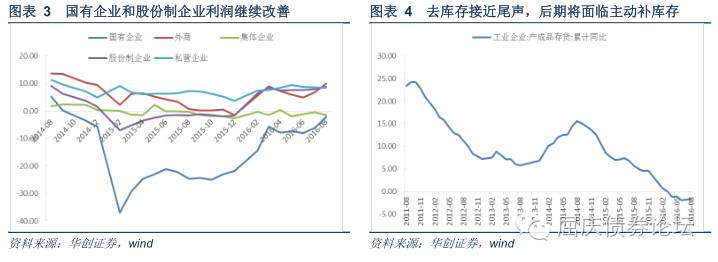 图表 3 国有企业和股份制企业利润继续改善
国有企业 外商 集体企业
股份制企业 私营企业
20.00
10.00
0.00
-10.00
-20.00
-30.00
-40.00
2014-08 2014-10 2014-12 2015-02 2015-04 2015-06 2015-08 2015-10 2015-12 2016-02 2016-04 2016-06 2016-08
资料来源：华创证券，wind
图表 4 去库存接近尾声，后期将面临主动补库存
工业企业:产成品存货:累计同比
30.00
25.00
20.00
15.00
10.00
5.00
0.00
-5.00
2011-08 2011-11 2012-02 2012-05 2012-08 2012-11 2013-02 2013-05 2013-08 2013-11 2014-02 2014-05 2014-08 2014-11 2015-02 2015-05 2015-08 2015-11 2016-02 2016-05 2016-08
资料来源：华创证券，wind
屈庆债券论坛